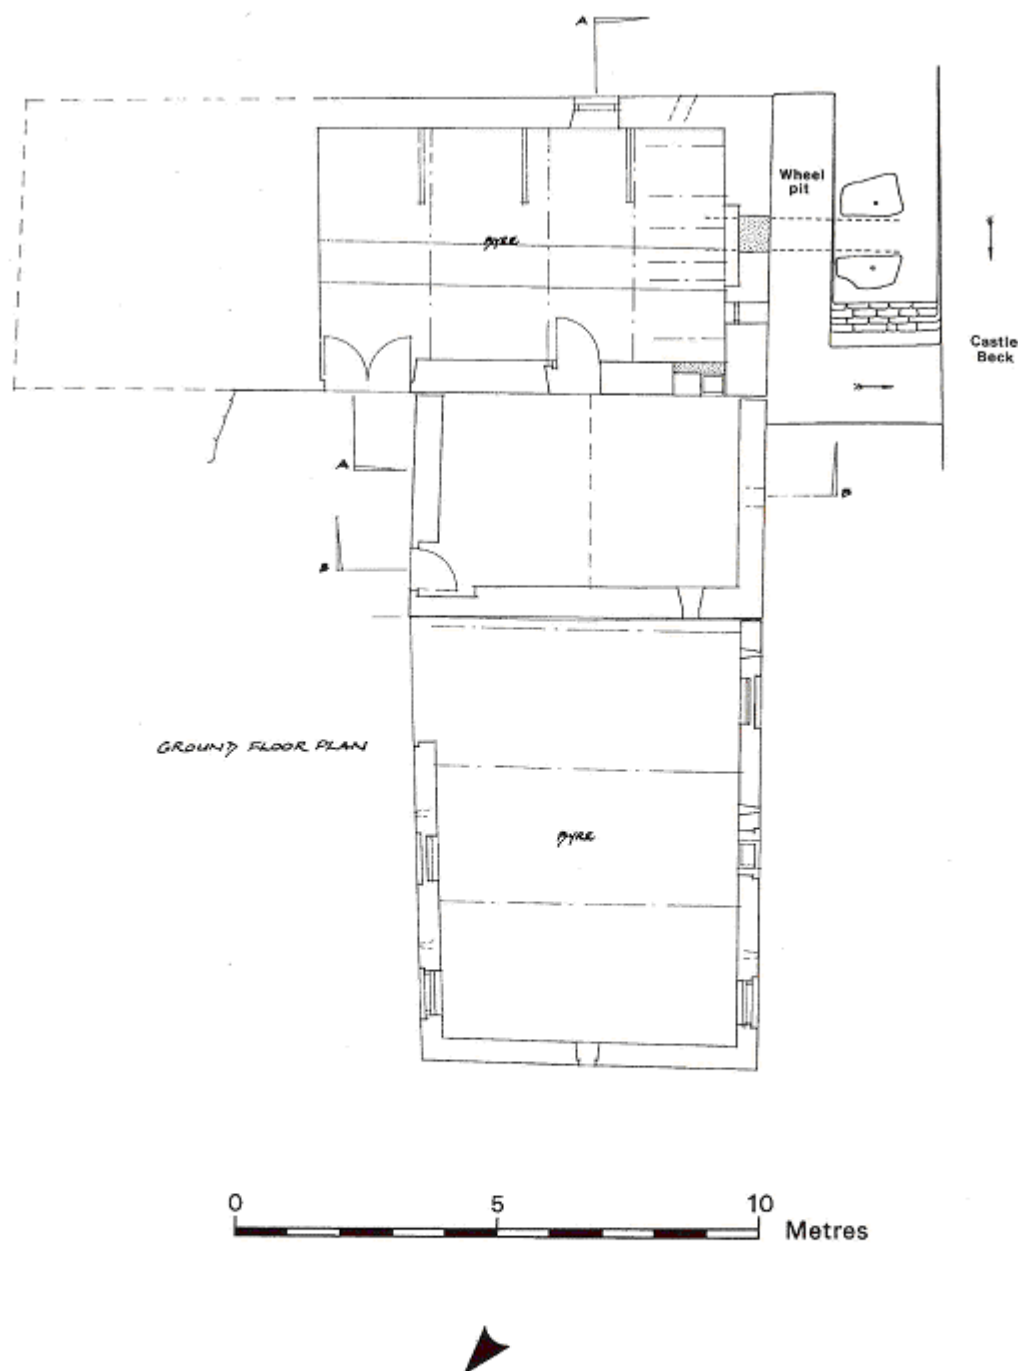 A
Wheel
pit
BYRE
Castle
Beck
A
B
B
GROUND FLOOR PLAN
BYRE
0 5 10
Metres